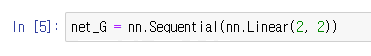 In [5]: net_G = nn.Sequential(nn.Linear(2, 2))